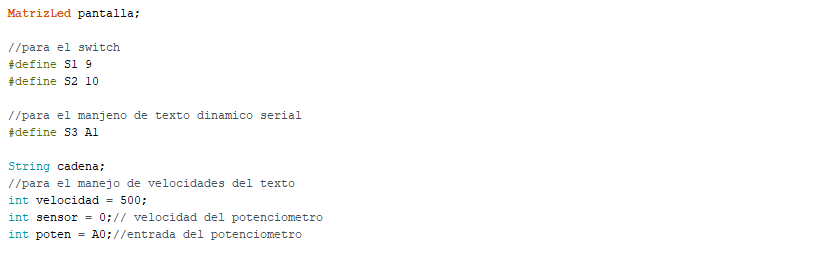 MatrizLed pantalla;
//para el switch
#define S1 9
#define S2 10
//para el manjeno de texto dinamico serial
#define S3 A1
String cadena;
//para el manejo de velocidades del texto
int velocidad = 500;
int sensor = 0;// velocidad del potenciometro
int poten = A0;//entrada del potenciometro